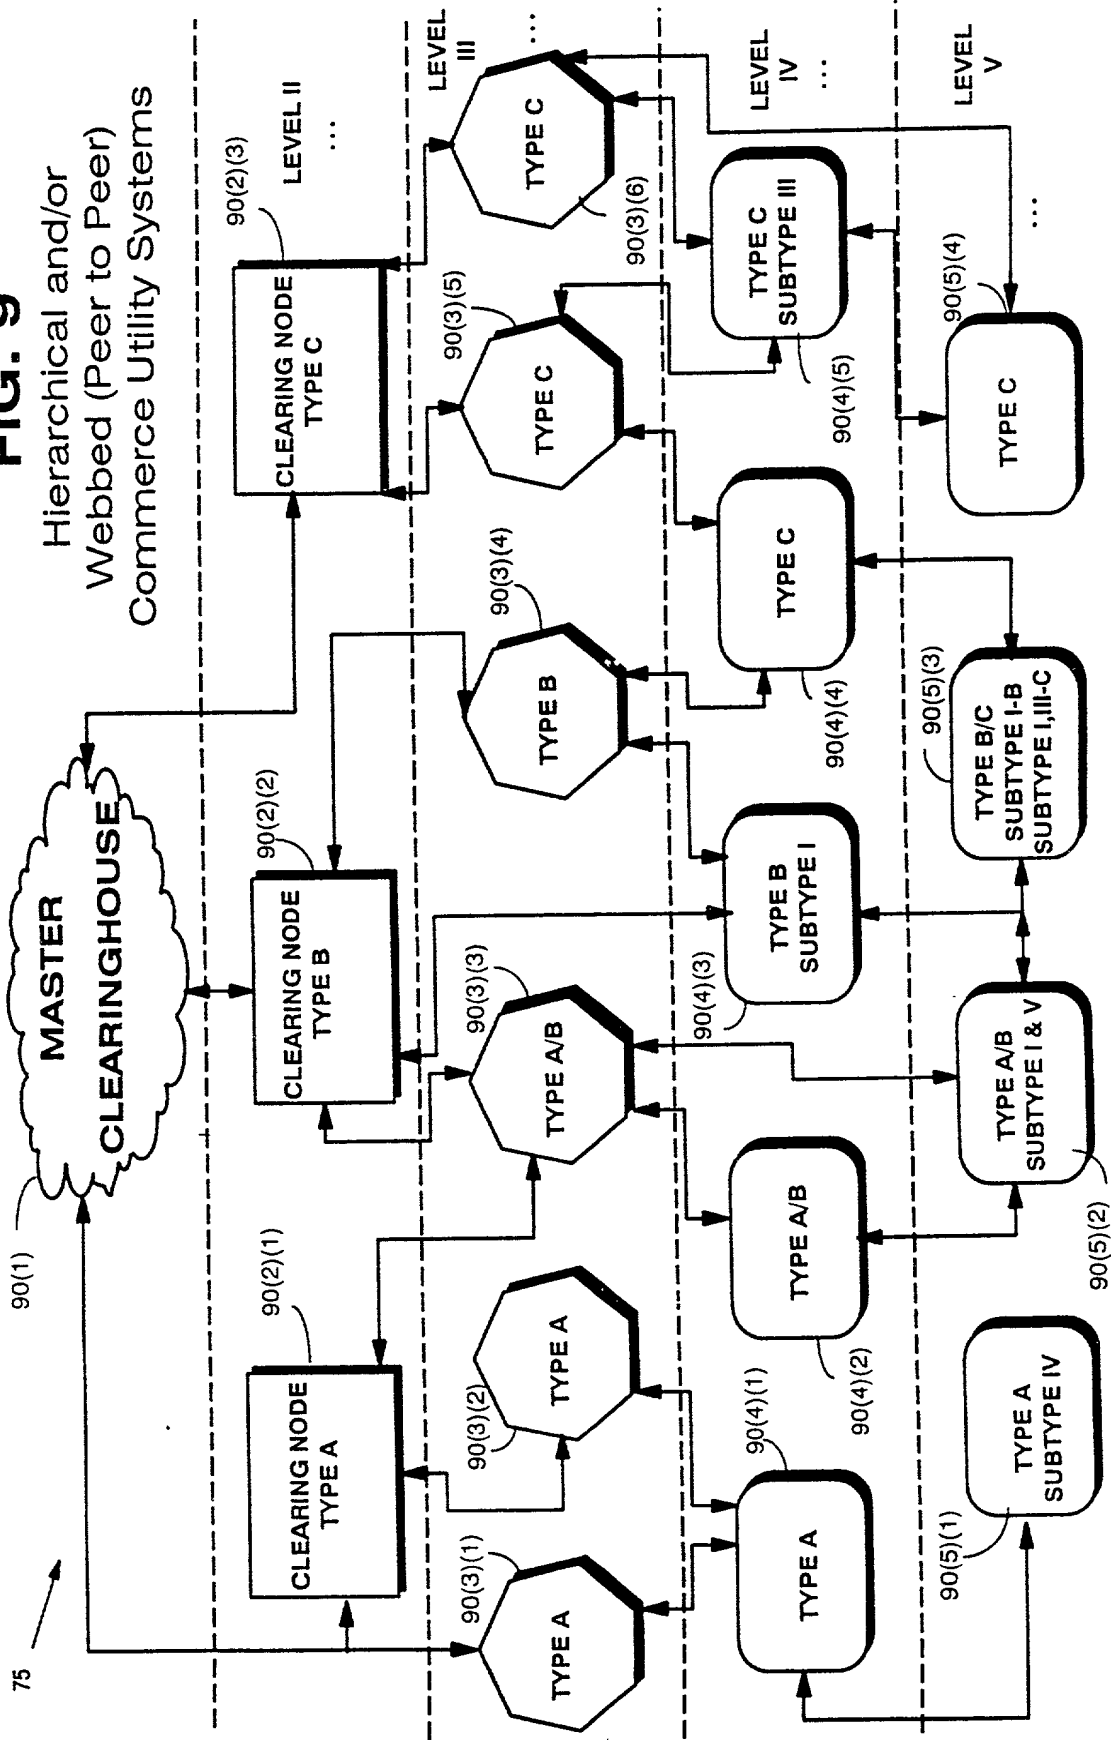 FIG. 9
Hierarchical and/or
Webbed (Peer to Peer)
Commerce Utility Systems
75
90(1)
MASTER
CLEARINGHOUSE
LEVEL II
...
90(2)(1)
CLEARING NODE
TYPE A
90(2)(2)
CLEARING NODE
TYPE B
90(2)(3)
CLEARING NODE
TYPE C
LEVEL
III
...
90(3)(1)
TYPE A
90(3)(2)
TYPE A
90(3)(3)
TYPE A/B
90(3)(4)
TYPE B
90(3)(5)
TYPE C
90(3)(6)
TYPE C
LEVEL
IV
...
90(4)(1)
TYPE A
90(4)(2)
TYPE A/B
90(4)(3)
TYPE B
SUBTYPE I
90(4)(4)
TYPE C
90(4)(5)
TYPE C
SUBTYPE III
LEVEL
V
...
90(5)(1)
TYPE A
SUBTYPE IV
90(5)(2)
TYPE A/B
SUBTYPE I & V
90(5)(3)
TYPE B/C
SUBTYPE I-B
SUBTYPE I,III-C
90(5)(4)
TYPE C